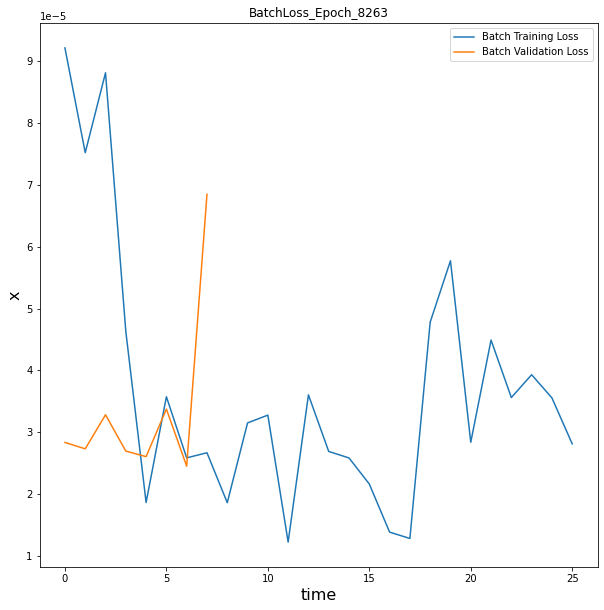 BatchLoss_Epoch_8263
1e−5
Batch Training Loss
Batch Validation Loss
9
8
7
6
5
4
3
2
1
x
0 5 10 15 20 25
time